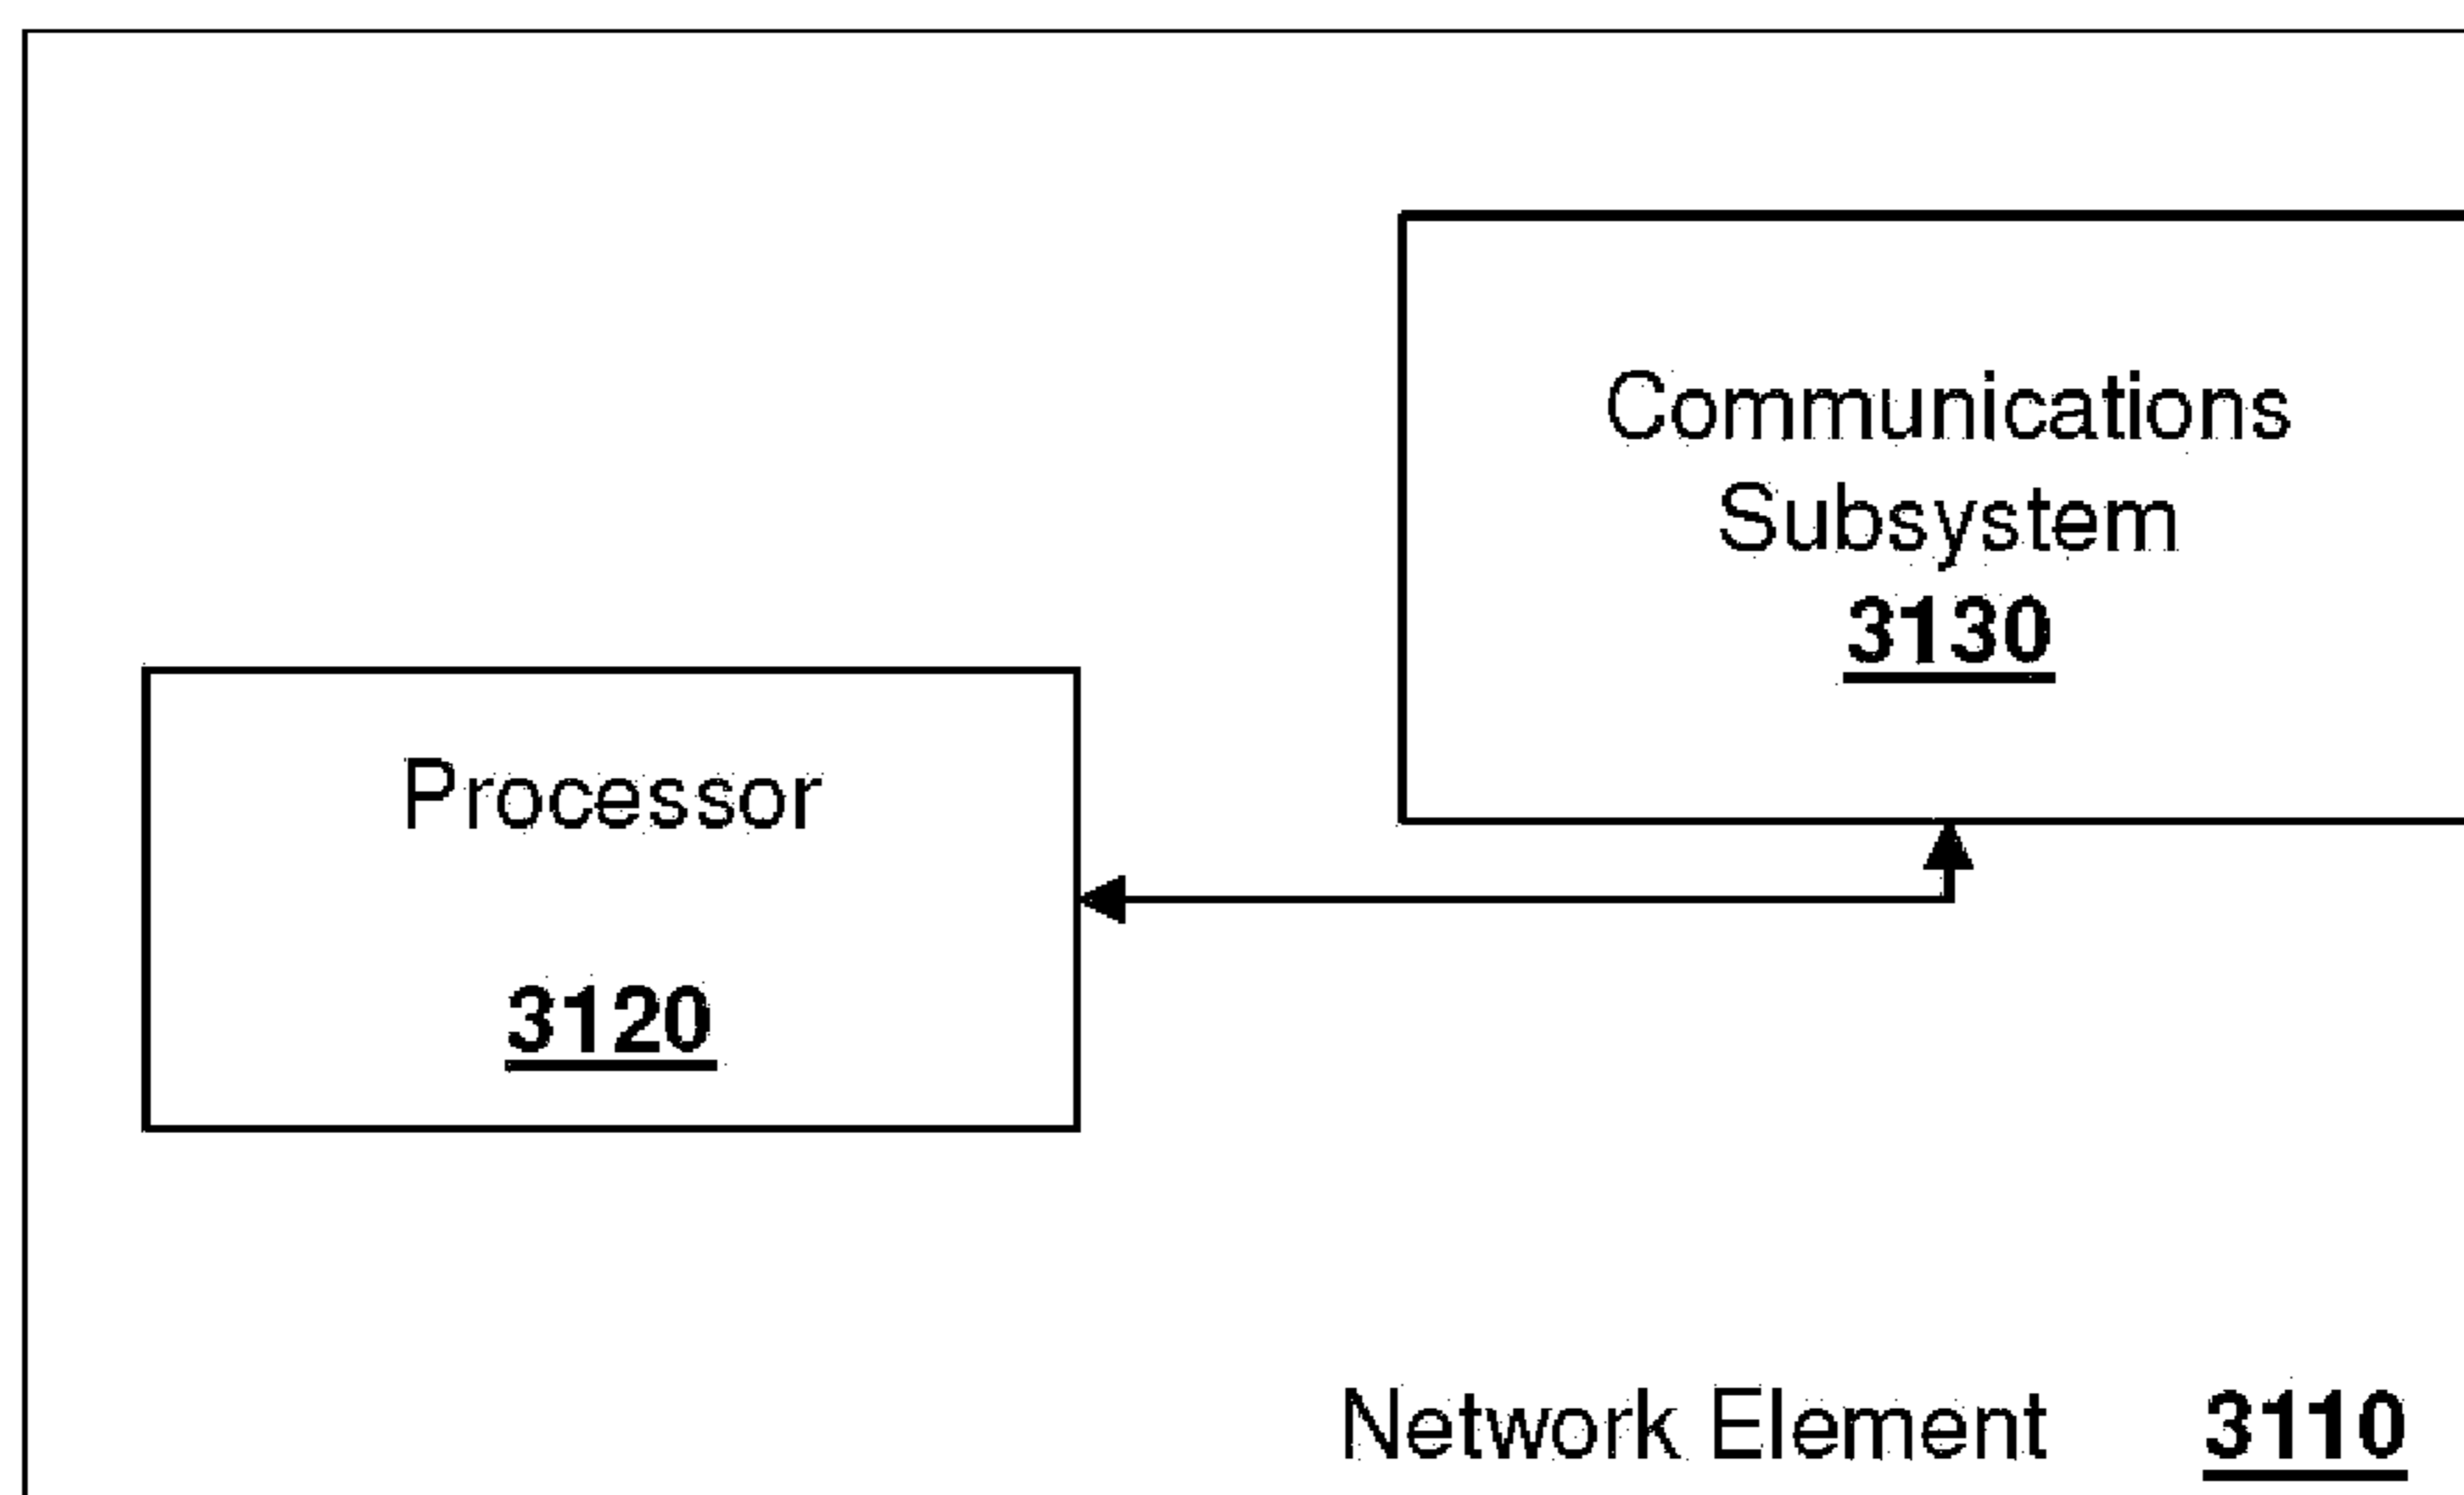 Communications
Subsystem
3130
Processor
3120
Network Element 3110